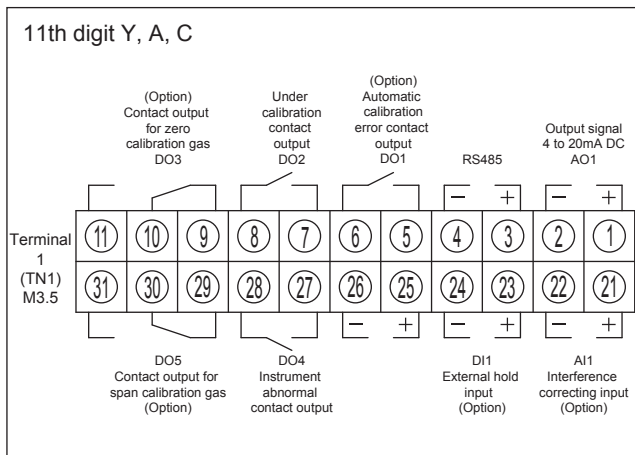 11th digit Y, A, C
(Option)
Contact output
for zero
calibration gas
DO3
Under
calibration
contact
output
DO2
(Option)
Automatic
calibration
error contact
output
DO1
RS485
Output signal
4 to 20mA DC
AO1
− +
− +
Terminal
1
(TN1)
M3.5
11 10 9 8 7 6 5 4 3 2 1
31 30 29 28 27 26 25 24 23 22 21
− +
− +
− +
DO5
Contact output for
span calibration gas
(Option)
DO4
Instrument
abnormal
contact output
DI1
External hold
input
(Option)
AI1
Interference
correcting input
(Option)